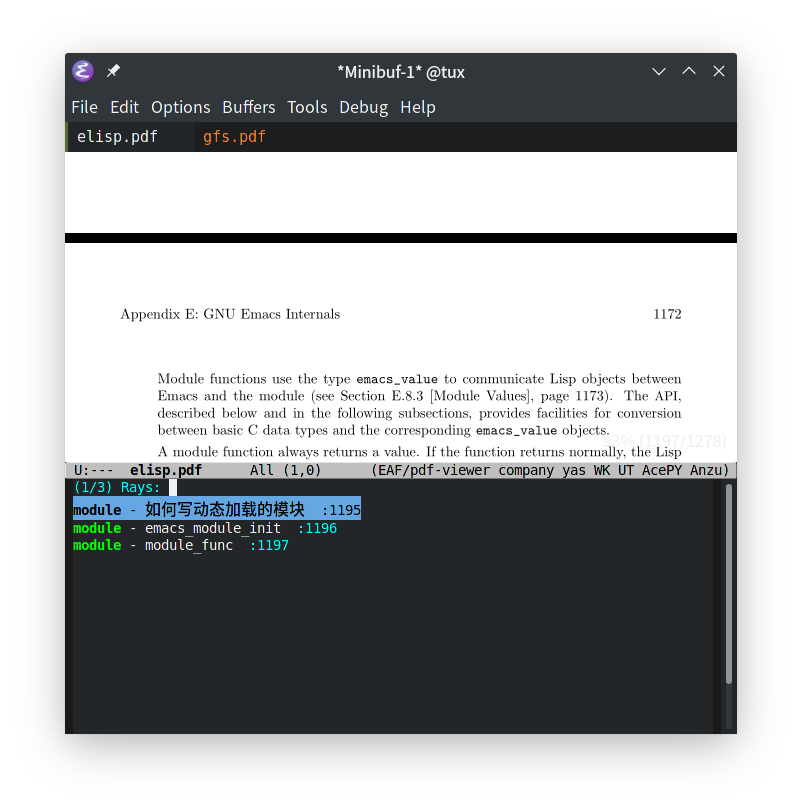 *Minibuf-1* @tux
File Edit Options Buffers Tools Debug Help
elisp.pdf gfs.pdf
Appendix E: GNU Emacs Internals 1172
Module functions use the type emacs_value to communicate Lisp objects between
Emacs and the module (see Section E.8.3 [Module Values], page 1173). The API,
described below and in the following subsections, provides facilities for conversion
between basic C data types and the corresponding emacs_value objects.
93% (1197/1278)
A module function always returns a value. If the function returns normally, the Lisp
U:--- elisp.pdf All (1,0) (EAF/pdf-viewer company yas WK UT AcePY Anzu)
(1/3) Rays:
module - 如何写动态加载的模块 :1195
module - emacs_module_init :1196
module - module_func :1197